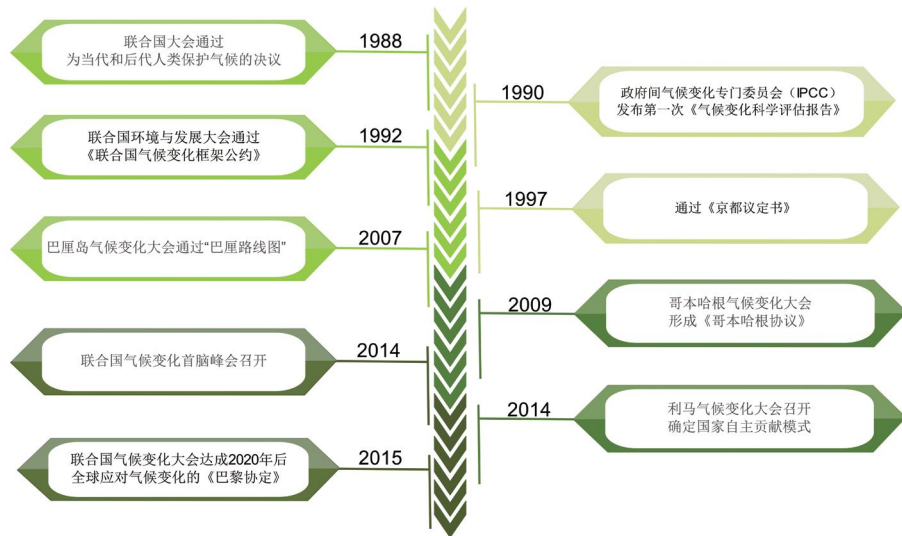 联合国大会通过
为当代和后代人类保护气候的决议
1988
1990
政府间气候变化专门委员会（IPCC）
发布第一次《气候变化科学评估报告》
联合国环境与发展大会通过
《联合国气候变化框架公约》
1992
1997
通过《京都议定书》
巴厘岛气候变化大会通过“巴厘路线图”
2007
2009
哥本哈根气候变化大会
形成《哥本哈根协议》
联合国气候变化首脑峰会召开
2014
2014
利马气候变化大会召开
确定国家自主贡献模式
联合国气候变化大会达成2020年后
全球应对气候变化的《巴黎协定》
2015